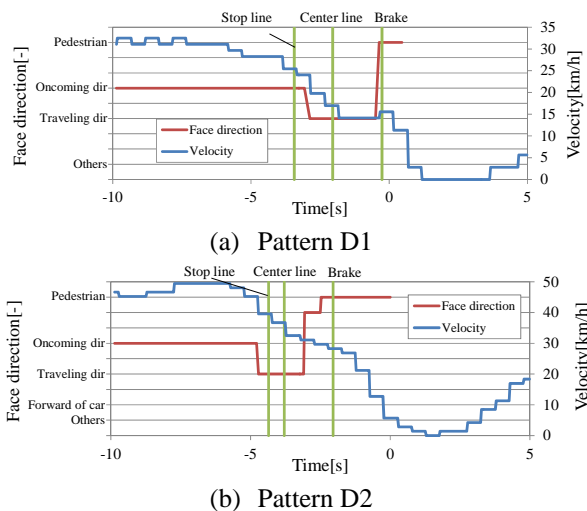 Stop line Center line Brake
Face direction[-]
Pedestrian
Oncoming dir
Traveling dir
Others
Face direction
Velocity
35
30
25
20
15
10
5
0
Velocity[km/h]
-10 -5 0 5
Time[s]
(a) Pattern D1
Stop line Center line Brake
Face direction[-]
Pedestrian
Oncoming dir
Traveling dir
Forward of car
Others
Face direction
Velocity
50
40
30
20
10
0
Velocity[km/h]
-10 -5 0 5
Time[s]
(b) Pattern D2